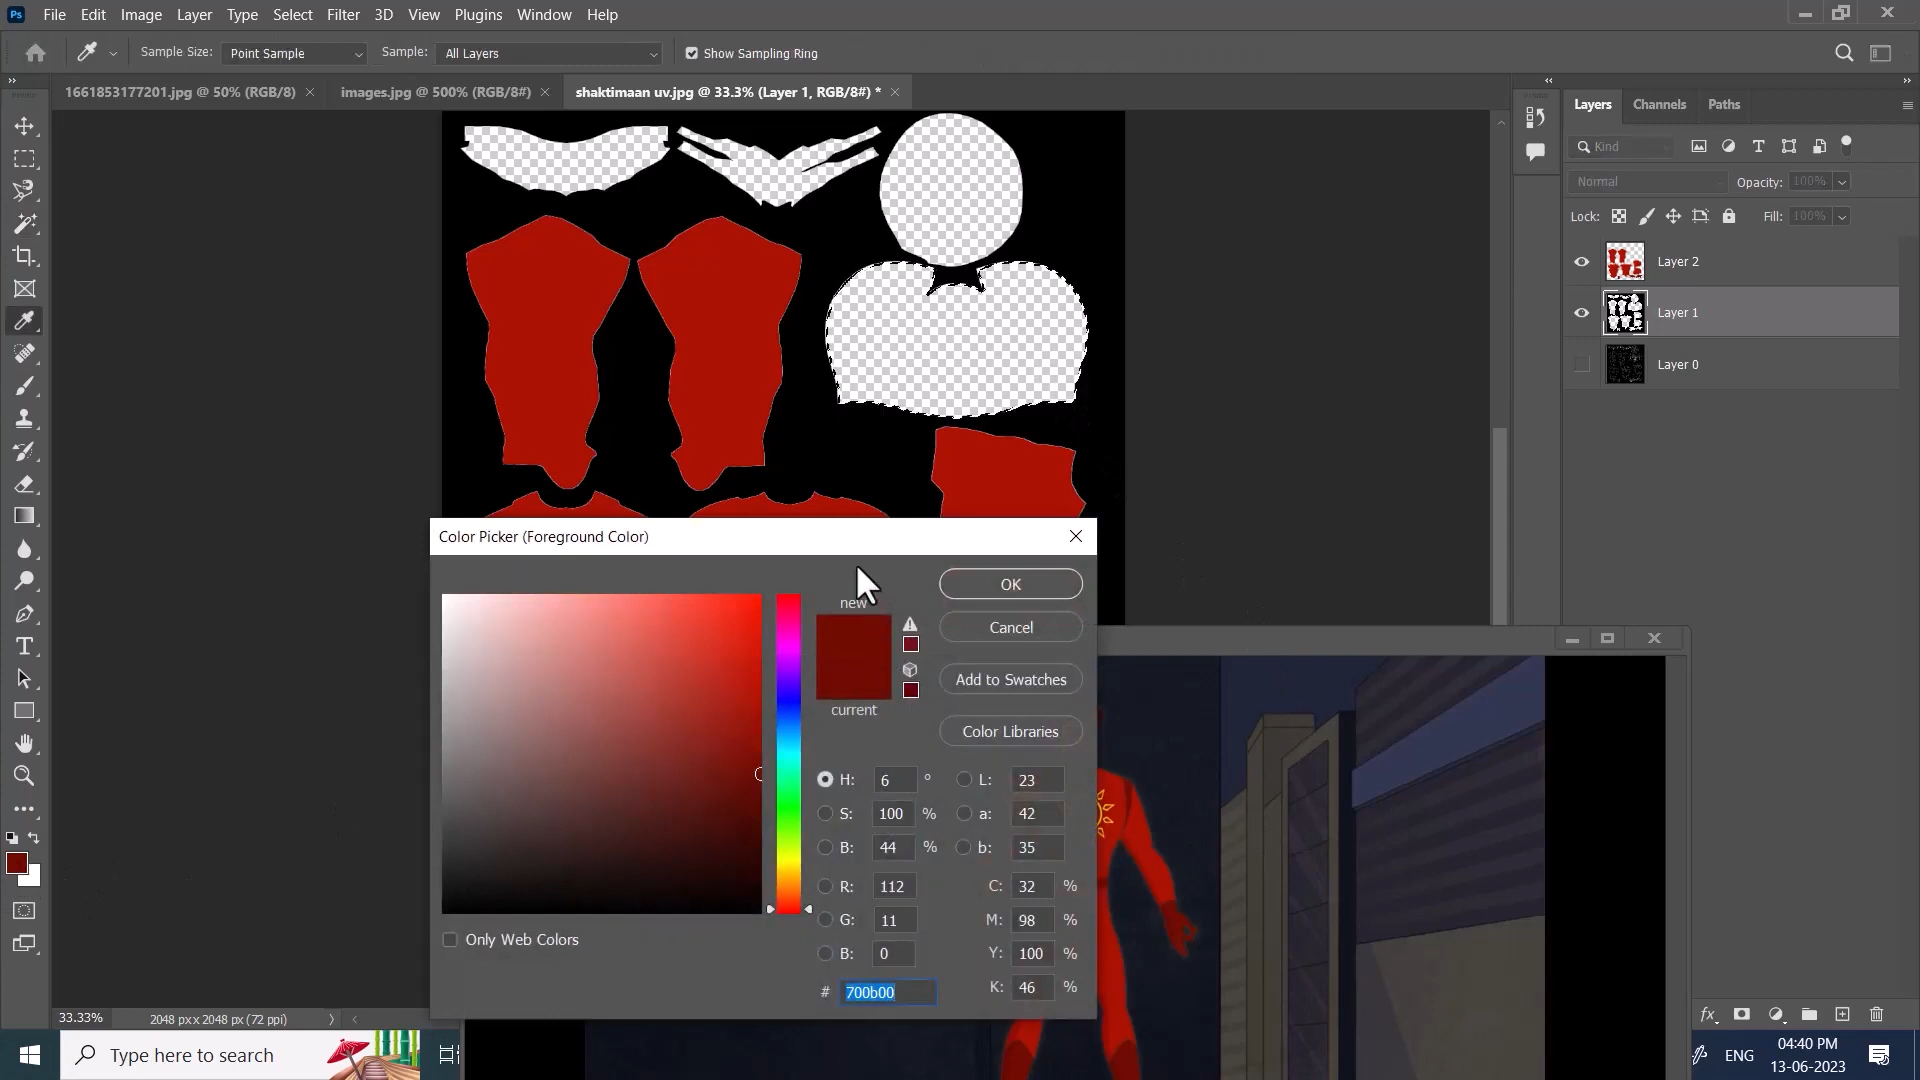 Ps File Edit Image Layer Type Select Filter 3D View Plugins Window Help
Sample Size: Point Sample Sample: All Layers Show Sampling Ring
1661853177201.jpg @ 50% (RGB/8) images.jpg @ 500% (RGB/8#) shaktimaan uv.jpg @ 33.3% (Layer 1, RGB/8#) *
Layers Channels Paths
Kind
Normal Opacity: 100%
Lock: Fill: 100%
Layer 2
Layer 1
Layer 0
Color Picker (Foreground Color)
new
current
OK
Cancel
Add to Swatches
Color Libraries
H: 6 ° L: 23
S: 100 % a: 42
B: 44 % b: 35
R: 112 C: 32 %
G: 11 M: 98 %
B: 0 Y: 100 %
# 700b00 K: 46 %
Only Web Colors
33.33% 2048 px x 2048 px (72 ppi)
fx
Type here to search
ENG
04:40 PM
13-06-2023